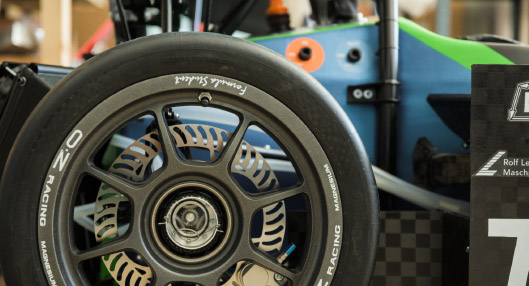 Formula Student
O.Z RACING
MAGNESIUM
MAGNESIUM
RACING
Rolf Le
Masch
7